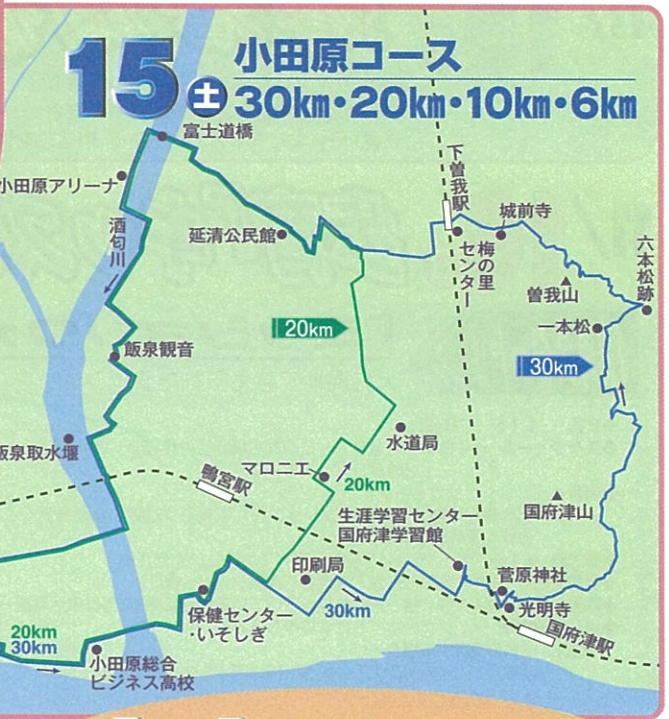 15 土
小田原コース
30km・20km・10km・6km
富士道橋
小田原アリーナ
下曽我駅
城前寺
酒匂川
延清公民館
梅の里
センター
六本松跡
曽我山
一本松
20km
飯泉観音
30km
飯泉取水堰
水道局
鴨宮駅
マロニエ
20km
生涯学習センター
国府津学習館
国府津山
印刷局
菅原神社
保健センター
・いそしぎ
30km
光明寺
国府津駅
20km
30km
小田原総合
ビジネス高校